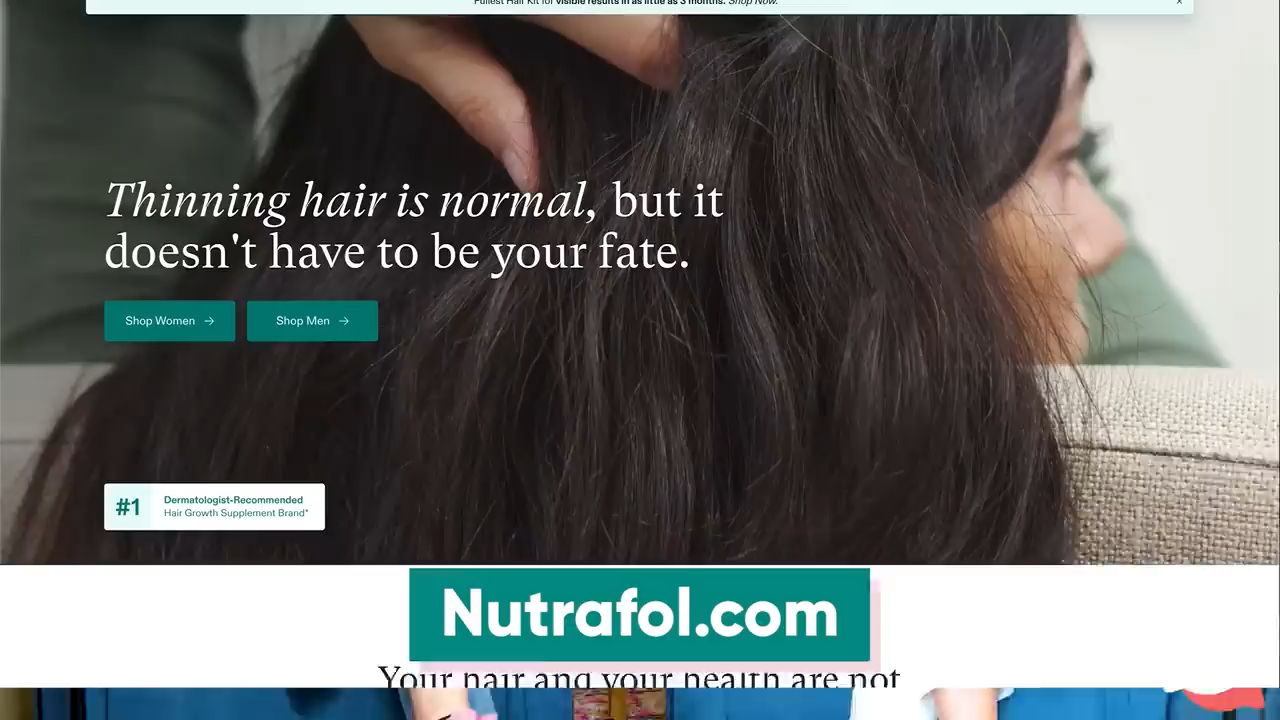 Fullest Hair Kit for visible results in as little as 3 months. Shop Now.
Thinning hair is normal, but it
doesn't have to be your fate.
Shop Women →
Shop Men →
#1
Dermatologist-Recommended
Hair Growth Supplement Brand*
Nutrafol.com
Your hair and your health are not